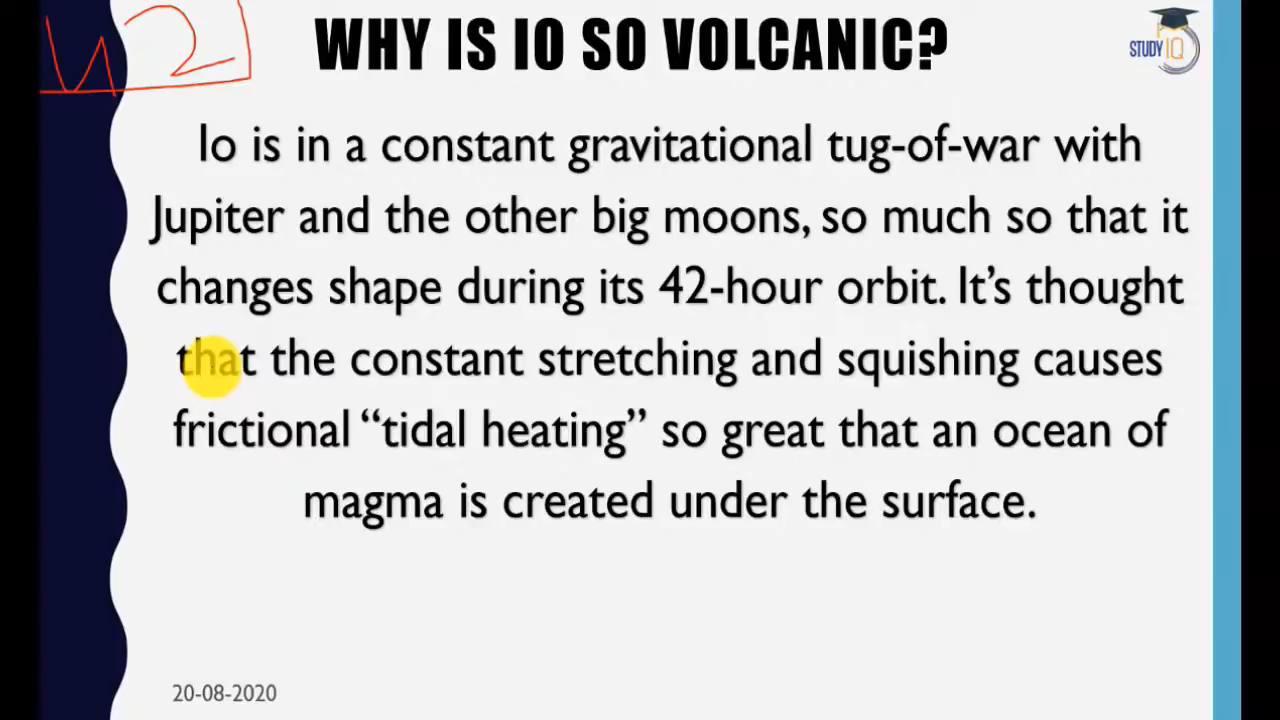 42
WHY IS IO SO VOLCANIC?
STUDY IQ
Io is in a constant gravitational tug-of-war with
Jupiter and the other big moons, so much so that it
changes shape during its 42-hour orbit. It’s thought
that the constant stretching and squishing causes
frictional “tidal heating” so great that an ocean of
magma is created under the surface.
20-08-2020